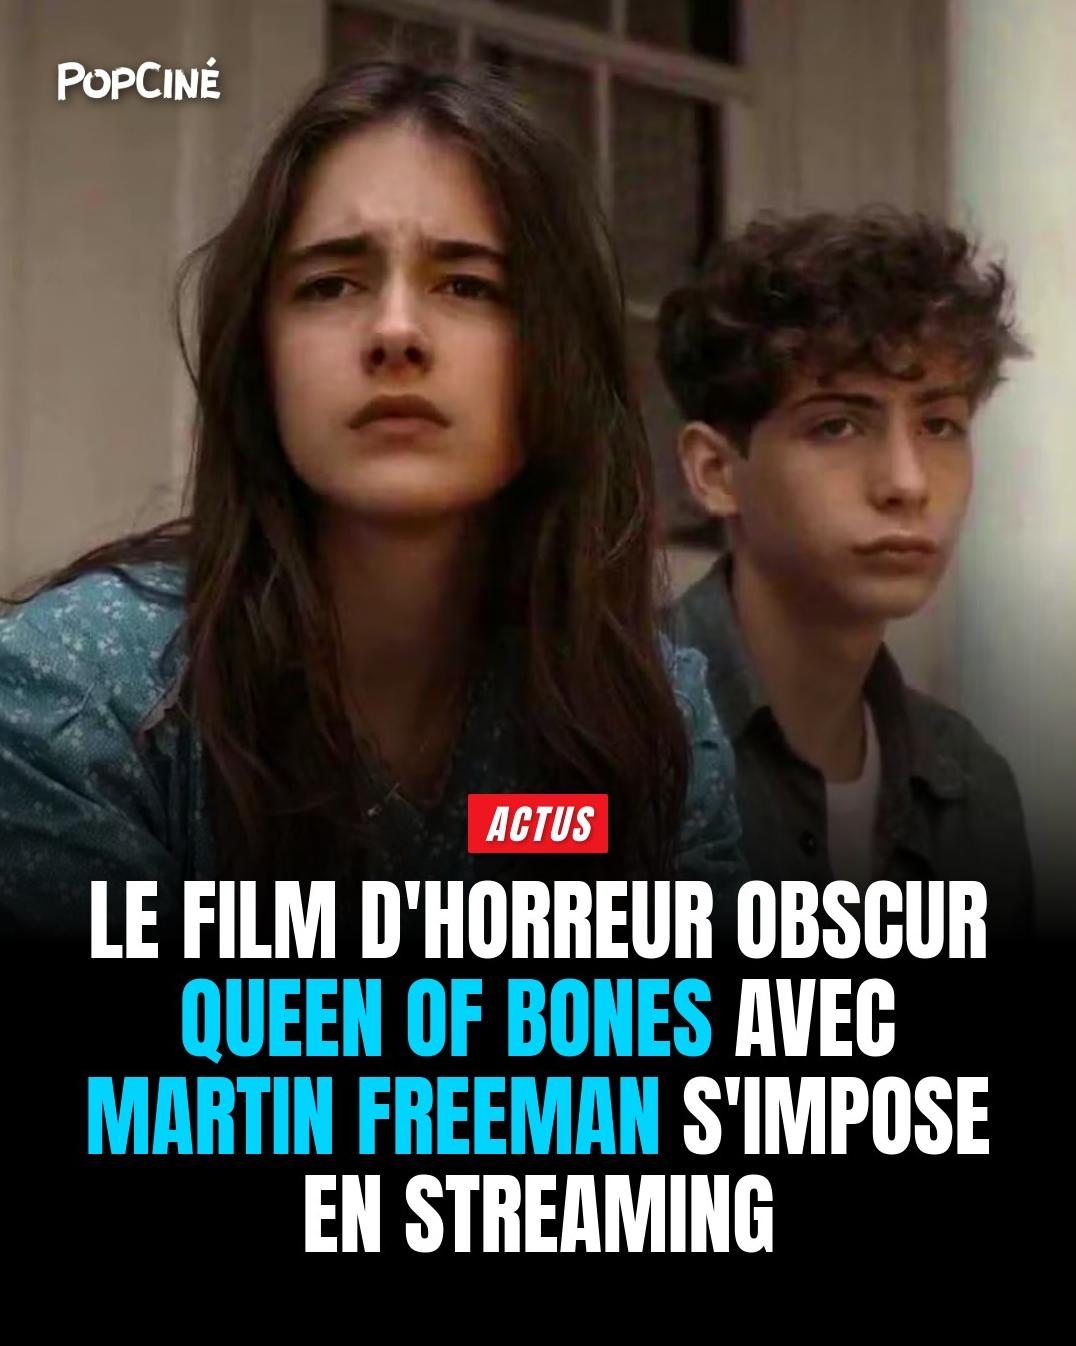 POPCINÉ
ACTUS
LE FILM D'HORREUR OBSCUR
QUEEN OF BONES AVEC
MARTIN FREEMAN S'IMPOSE
EN STREAMING